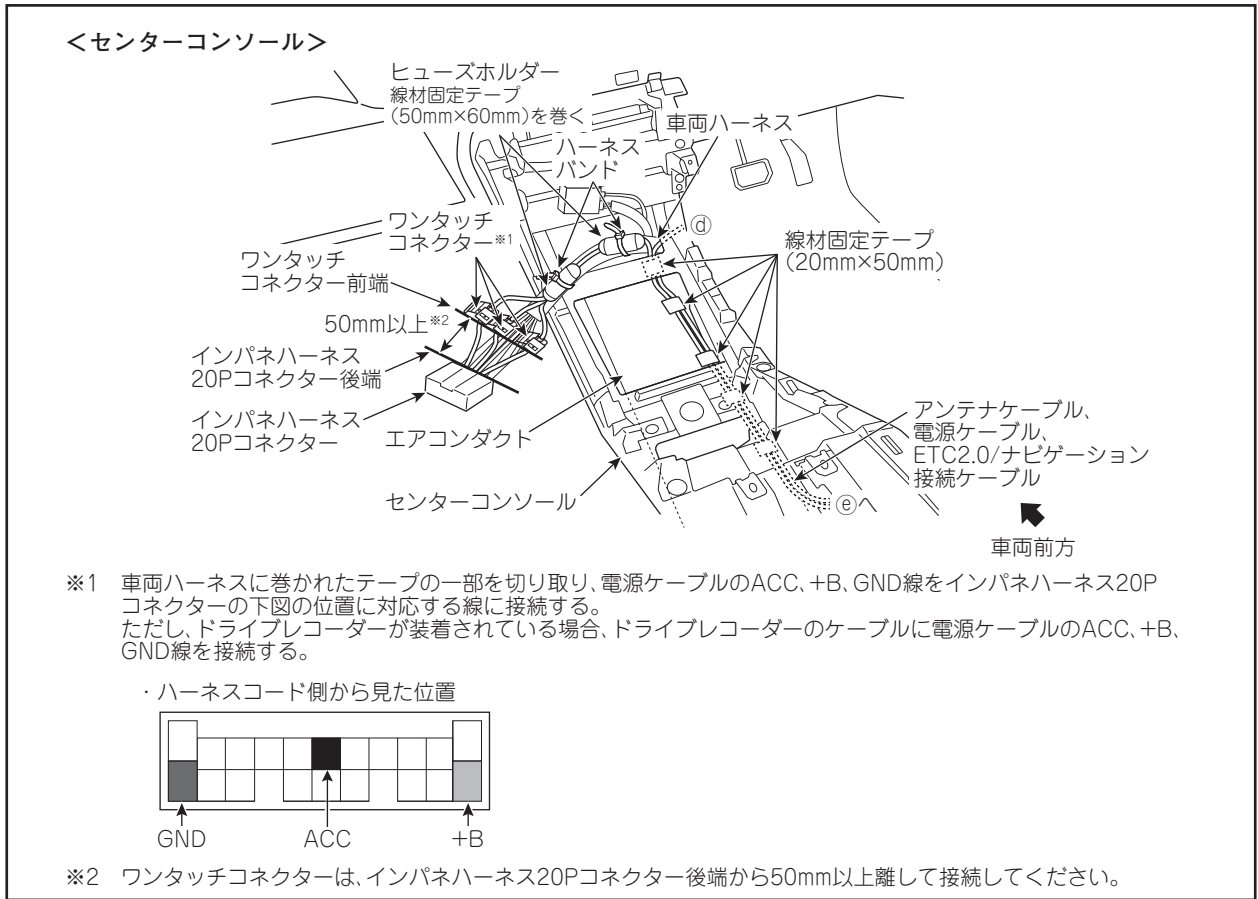 ＜センターコンソール＞
ヒューズホルダー
線材固定テープ
(50mm×60mm)を巻く
車両ハーネス
ハーネス
バンド
ⓓ
ワンタッチ
コネクター※1
線材固定テープ
(20mm×50mm)
ワンタッチ
コネクター前端
50mm以上※2
インパネハーネス
20Pコネクター後端
インパネハーネス
20Pコネクター
エアコンダクト
アンテナケーブル、
電源ケーブル、
ETC2.0/ナビゲーション
接続ケーブル
センターコンソール
ⓔへ
車両前方
※1 車両ハーネスに巻かれたテープの一部を切り取り、電源ケーブルのACC、+B、GND線をインパネハーネス20P
コネクターの下図の位置に対応する線に接続する。
ただし、ドライブレコーダーが装着されている場合、ドライブレコーダーのケーブルに電源ケーブルのACC、+B、
GND線を接続する。
・ハーネスコード側から見た位置
GND ACC +B
※2 ワンタッチコネクターは、インパネハーネス20Pコネクター後端から50mm以上離して接続してください。